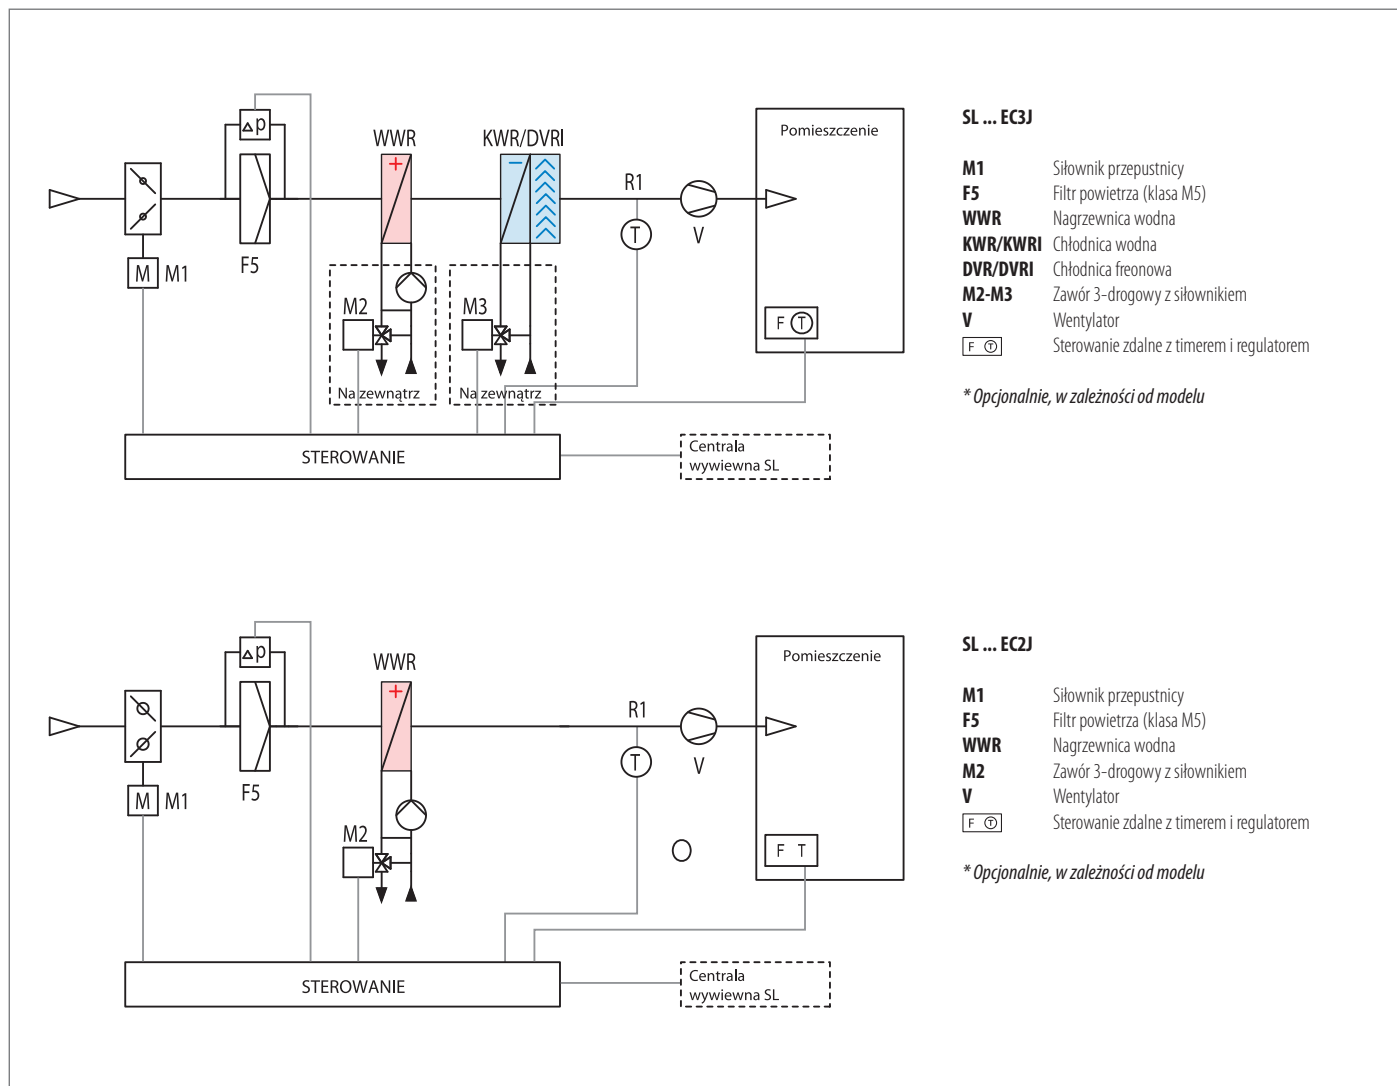 Δp
WWR
+
KWR/DVRI
−
Pomieszczenie
R1
T
V
F5
M
M1
M2
M3
F T
Na zewnątrz
Na zewnątrz
STEROWANIE
Centrala
wywiewna SL
SL ... EC3J
M1 Siłownik przepustnicy
F5 Filtr powietrza (klasa M5)
WWR Nagrzewnica wodna
KWR/KWRI Chłodnica wodna
DVR/DVRI Chłodnica freonowa
M2-M3 Zawór 3-drogowy z siłownikiem
V Wentylator
F T Sterowanie zdalne z timerem i regulatorem
* Opcjonalnie, w zależności od modelu
Δp
WWR
+
Pomieszczenie
R1
T
V
F5
M
M1
M2
F T
STEROWANIE
Centrala
wywiewna SL
SL ... EC2J
M1 Siłownik przepustnicy
F5 Filtr powietrza (klasa M5)
WWR Nagrzewnica wodna
M2 Zawór 3-drogowy z siłownikiem
V Wentylator
F T Sterowanie zdalne z timerem i regulatorem
* Opcjonalnie, w zależności od modelu